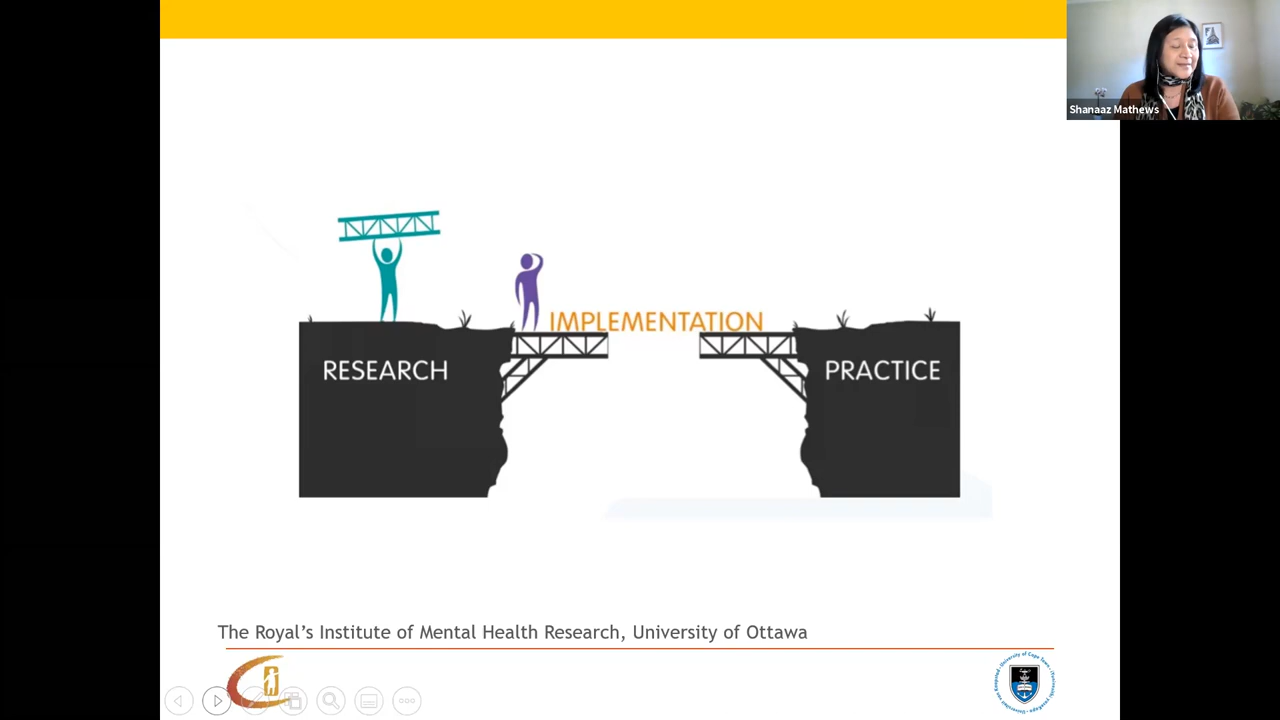 Shanaaz Mathews
IMPLEMENTATION
RESEARCH
PRACTICE
The Royal's Institute of Mental Health Research, University of Ottawa